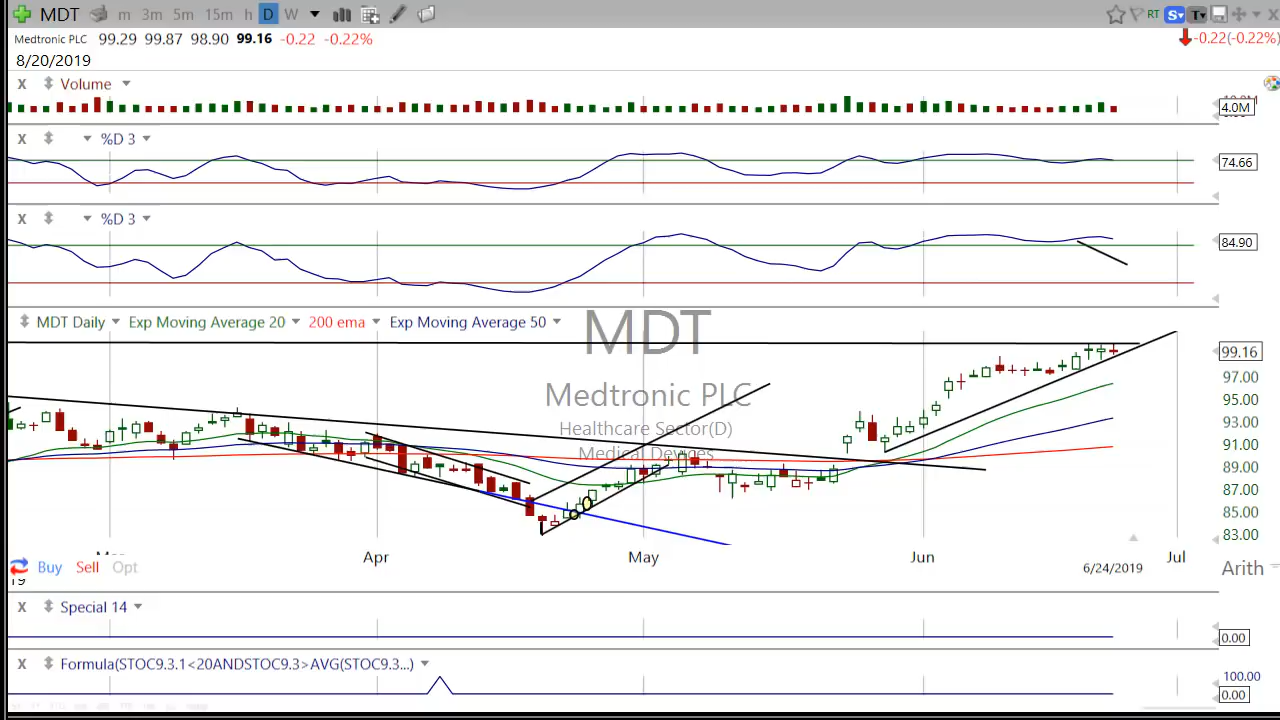 MDT m 3m 5m 15m h D W RT S T
Medtronic PLC 99.29 99.87 98.90 99.16 -0.22 -0.22% -0.22(-0.22%)
8/20/2019
X Volume
4.0M
X %D 3
74.66
X %D 3
84.90
MDT Daily Exp Moving Average 20 200 ema Exp Moving Average 50
MDT
Medtronic PLC
Healthcare Sector(D)
Medical Devices
99.16
97.00
95.00
93.00
91.00
89.00
87.00
85.00
83.00
Apr May Jun Jul
Buy Sell Opt 6/24/2019 Arith
19
X Special 14
0.00
X Formula(STOC9.3.1<20ANDSTOC9.3>AVG(STOC9.3...)
100.00
0.00